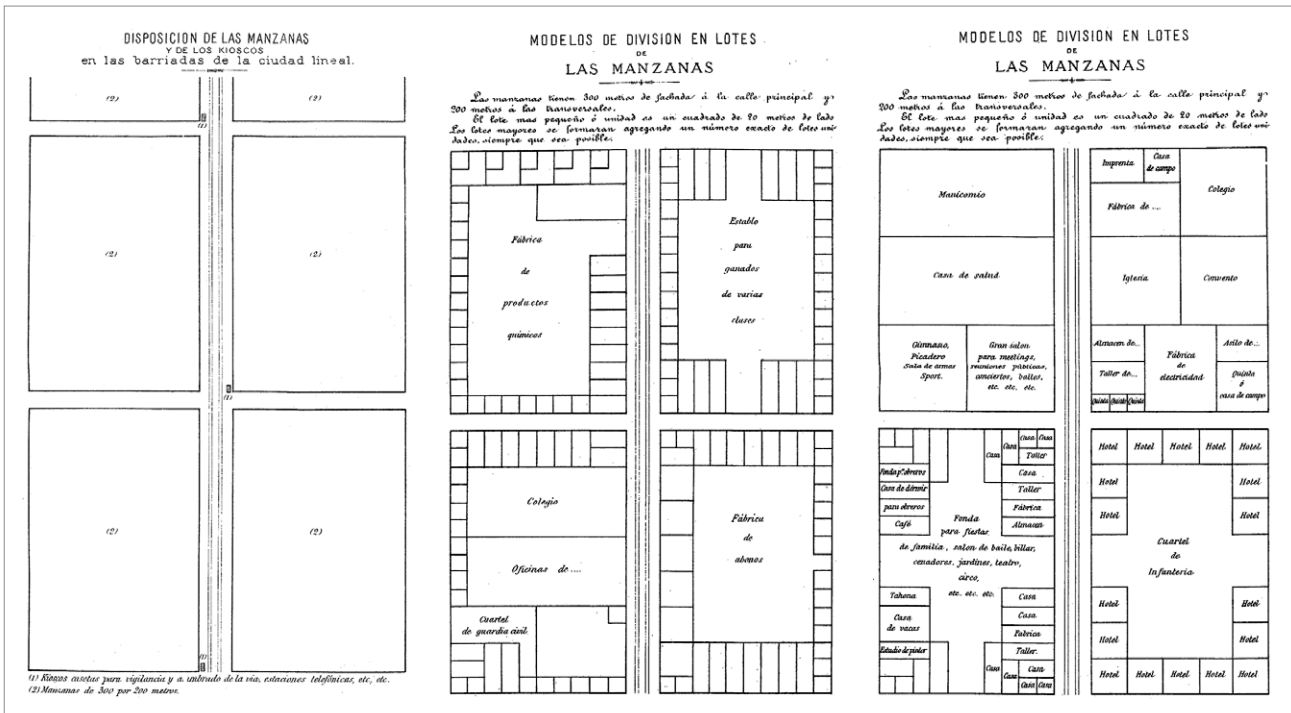 DISPOSICION DE LAS MANZANAS
Y DE LOS KIOSCOS
en las barriadas de la ciudad lineal.
(2)
(2)
(1)
(2)
(2)
(1)
(2)
(2)
(1)
(1) Kioscos casetas para vigilancia y a umbrado de la via, estaciones telefónicas, etc, etc.
(2) Manzanas de 300 por 200 metros.
MODELOS DE DIVISION EN LOTES
DE
LAS MANZANAS
Las manzanas tienen 300 metros de fachada á la calle principal y
200 metros á las transversales.
El lote mas pequeño ó unidad es un cuadrado de 20 metros de lado
Los lotes mayores se formaran agregando un número exacto de lotes uni-
dades, siempre que sea posible.
Fábrica
de
productos
químicos
Establo
para
ganados
de varias
clases
Colegio
Oficinas de ....
Cuartel
de guardia civil
Fábrica
de
abonos
MODELOS DE DIVISION EN LOTES
DE
LAS MANZANAS
Las manzanas tienen 300 metros de fachada á la calle principal y
200 metros á las transversales.
El lote mas pequeño ó unidad es un cuadrado de 20 metros de lado
Los lotes mayores se formaran agregando un número exacto de lotes uni-
dades, siempre que sea posible.
Manicomio
Casa de salud
Gimnasio,
Picadero
Sala de armas
Sport.
Gran salon
para meetings,
reuniones públicas,
conciertos, bailes,
etc. etc. etc.
Imprenta
Casa
de campo
Colegio
Fábrica de ....
Iglesia
Convento
Almacen de...
Taller de...
Quinta
Quinta
Quinta
Fábrica
de
electricidad
Asilo de...
Quinta
ó
casa de campo
Fonda pª obreros
Casa de dormir
para obreros
Café
Tahona
Casa
de vacas
Estudio de pintor
Fonda
para fiestas
de familia, salon de baile, billar,
cenadores, jardines, teatro,
circo,
etc. etc. etc.
Casa
Casa
Casa
Casa
Taller
Casa
Taller
Fábrica
Almacen
Casa
Casa
Fabrica
Taller.
Casa
Casa
Casa
Casa
Casa
Hotel
Hotel
Hotel
Hotel
Hotel
Hotel
Hotel
Hotel
Hotel
Cuartel
de
Infanteria
Hotel
Hotel
Hotel
Hotel
Hotel
Hotel
Hotel
Hotel
Hotel